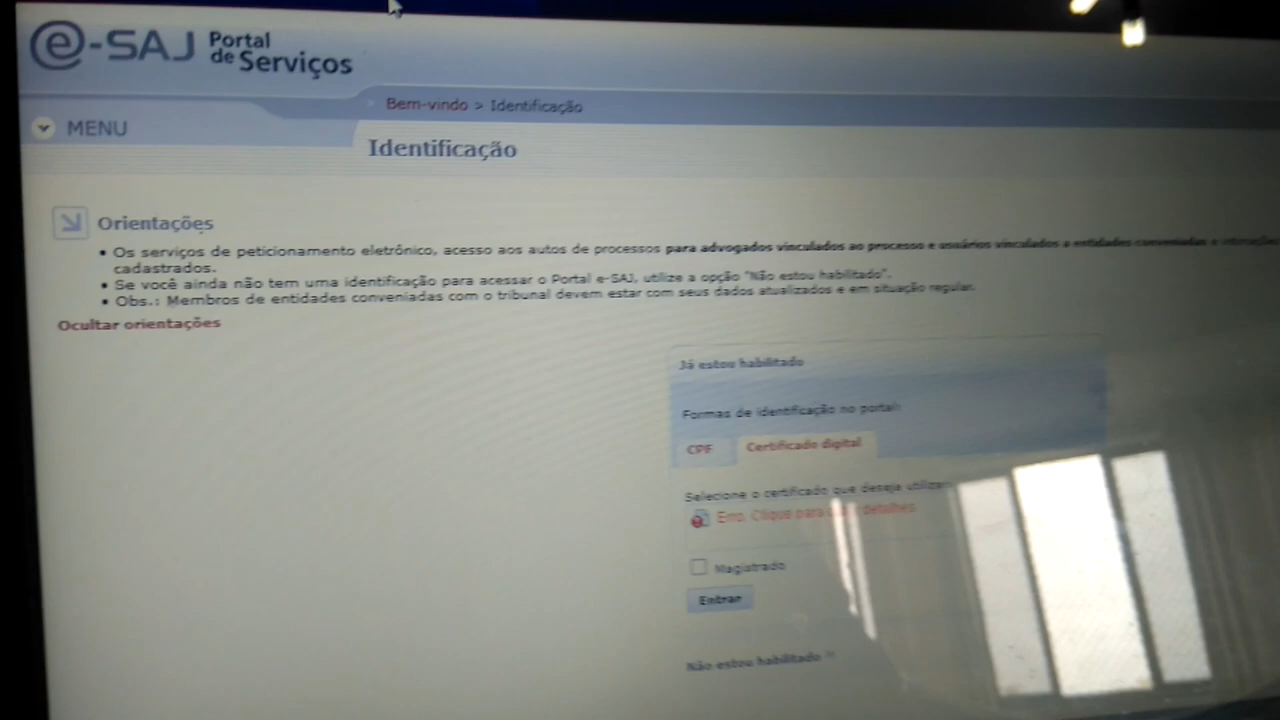 e-SAJ Portal de Serviços
Bem-vindo > Identificação
MENU
Identificação
Orientações
• Os serviços de peticionamento eletrônico, acesso aos autos de processos para advogados vinculados ao processo e usuários vinculados a entidades conveniadas e
cadastrados.
• Se você ainda não tem uma identificação para acessar o Portal e-SAJ, utilize a opção "Não estou habilitado".
• Obs.: Membros de entidades conveniadas com o tribunal devem estar com seus dados atualizados e em situação regular.
Ocultar orientações
Já estou habilitado
Formas de identificação no portal:
CPF Certificado digital
Selecione o certificado que deseja utilizar
Erro. Clique para detalhes
Magistrado
Entrar
Não estou habilitado